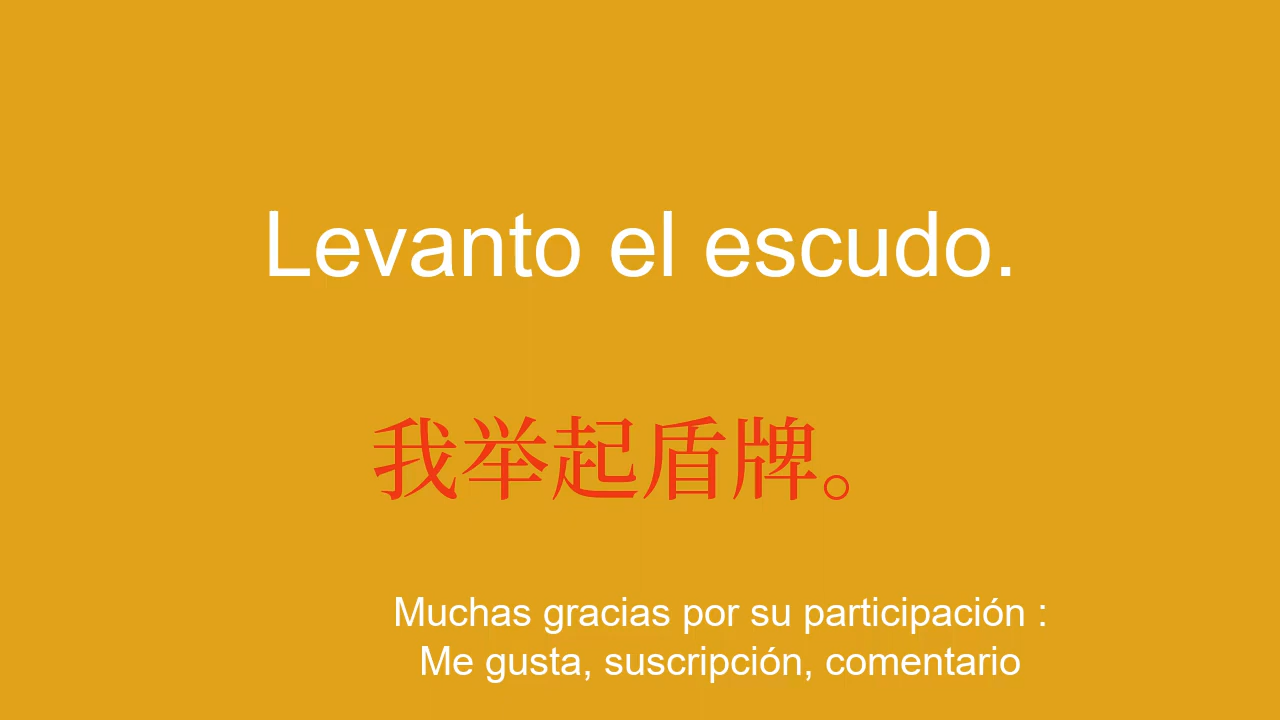 Levanto el escudo.
我举起盾牌。
Muchas gracias por su participación :
Me gusta, suscripción, comentario